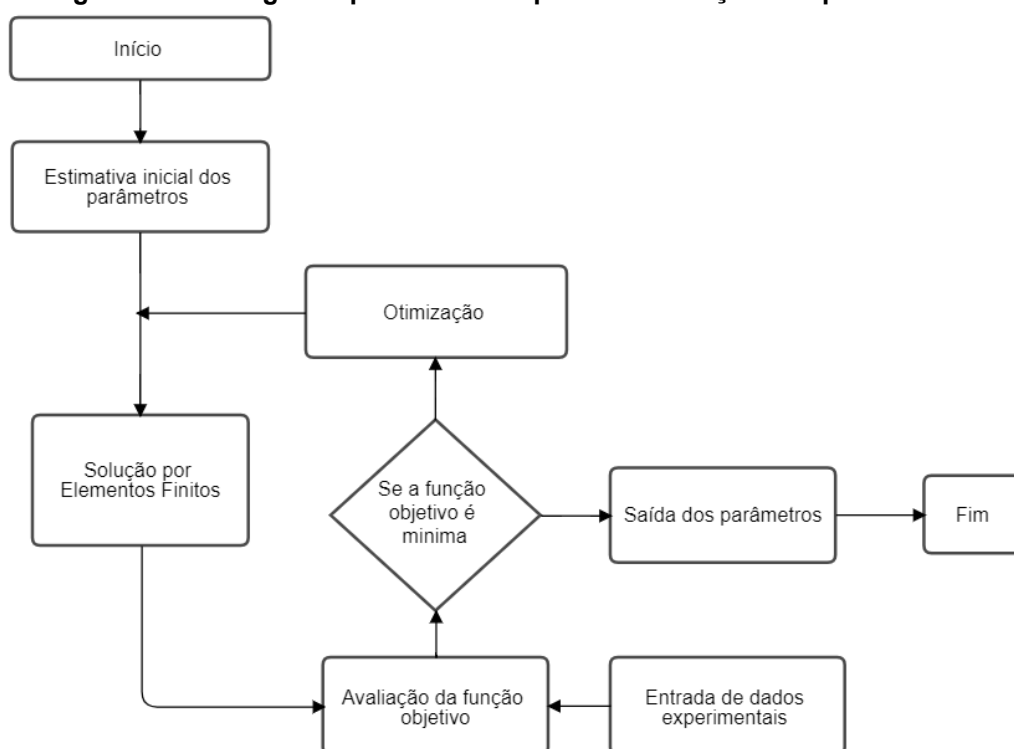 Início
Estimativa inicial dos
parâmetros
Otimização
Solução por
Elementos Finitos
Se a função
objetivo é
minima
Saída dos parâmetros
Fim
Avaliação da função
objetivo
Entrada de dados
experimentais